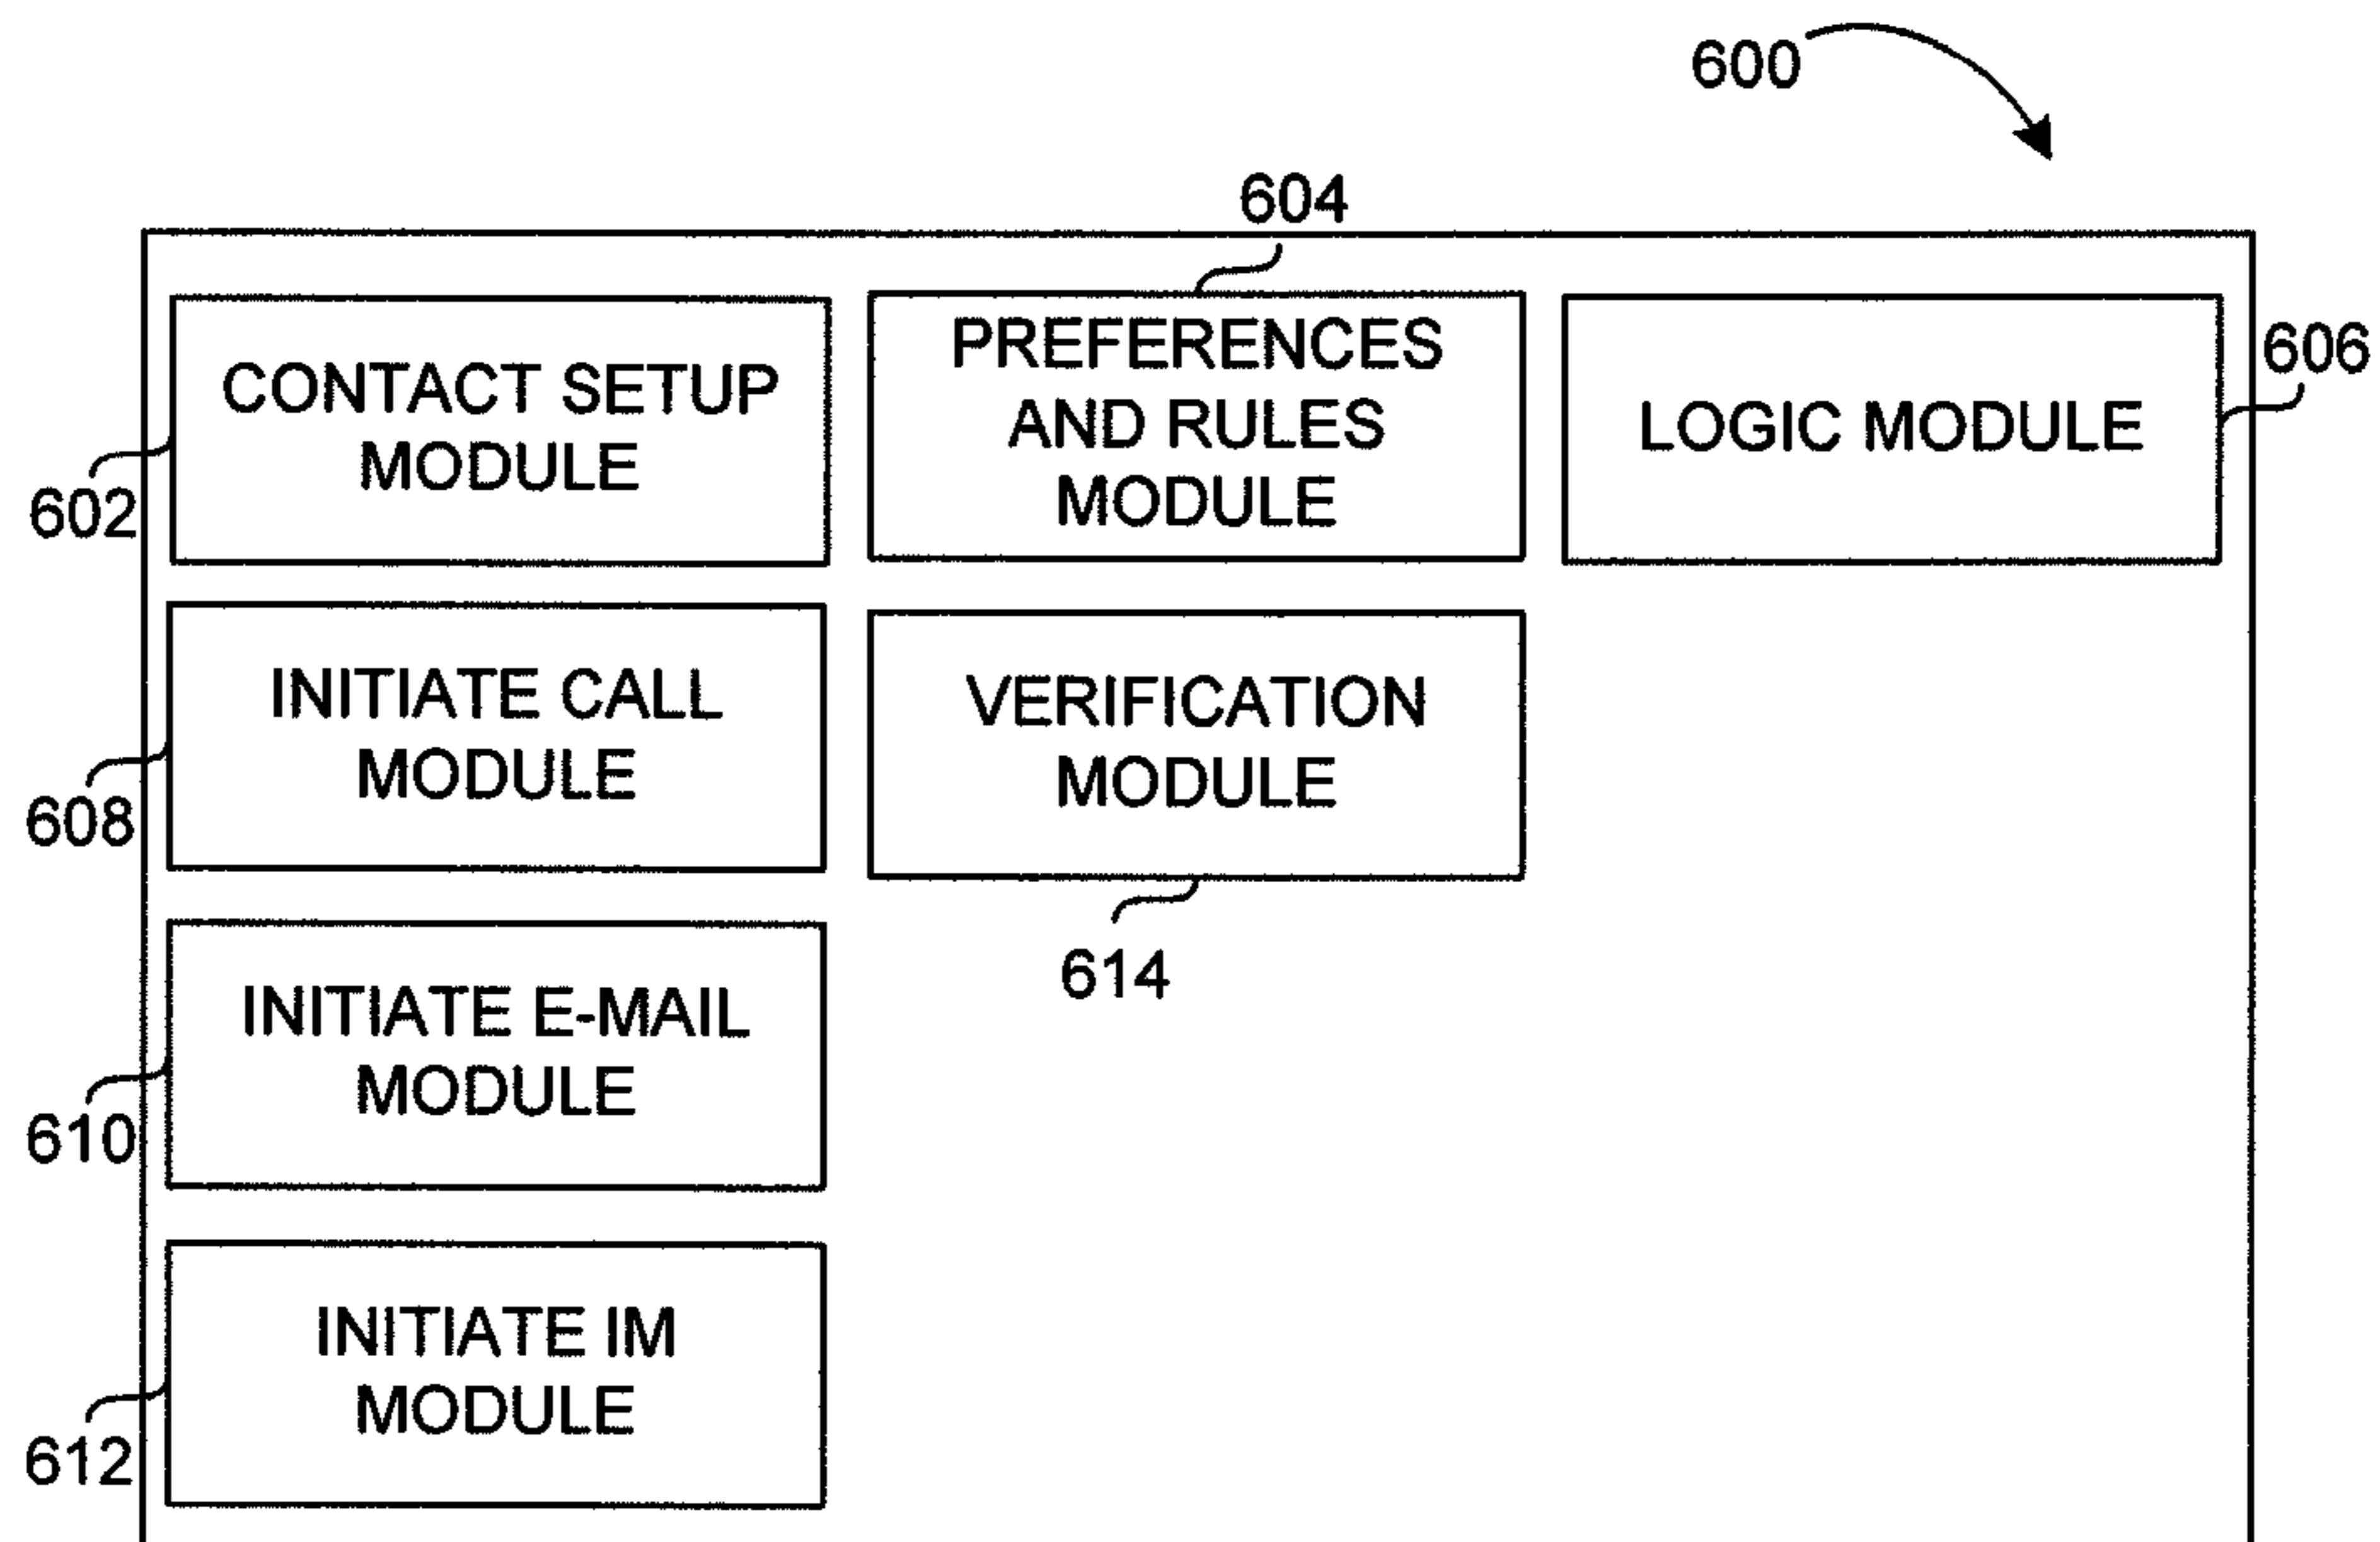 600
604
CONTACT SETUP
MODULE
602
PREFERENCES
AND RULES
MODULE
LOGIC MODULE
606
INITIATE CALL
MODULE
608
VERIFICATION
MODULE
614
INITIATE E-MAIL
MODULE
610
INITIATE IM
MODULE
612